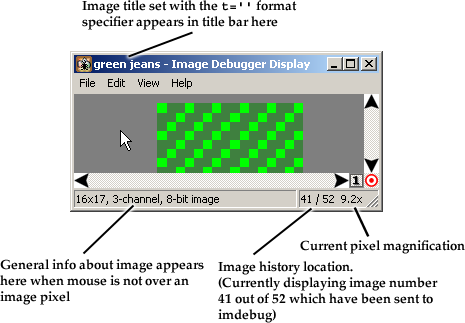 Image title set with the t='' format
specifier appears in title bar here
green jeans - Image Debugger Display
File Edit View Help
1
16x17, 3-channel, 8-bit image
41 / 52 9.2x
Current pixel magnification
General info about image appears
here when mouse is not over an
image pixel
Image history location.
(Currently displaying image number
41 out of 52 which have been sent to
imdebug)